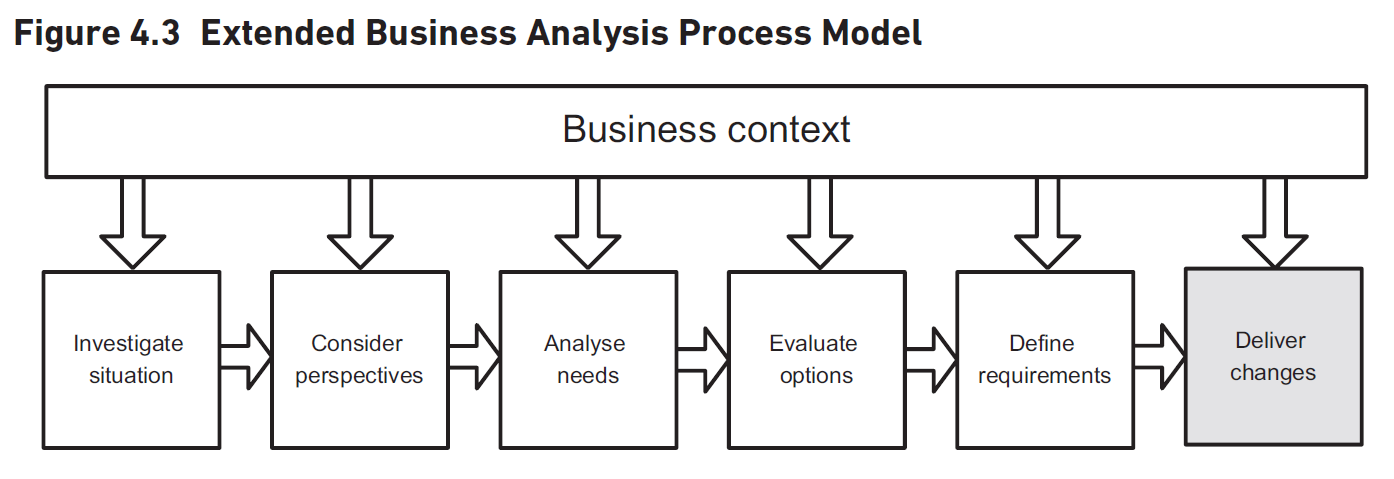 Figure 4.3 Extended Business Analysis Process Model
Business context
Investigate
situation
Consider
perspectives
Analyse
needs
Evaluate
options
Define
requirements
Deliver
changes